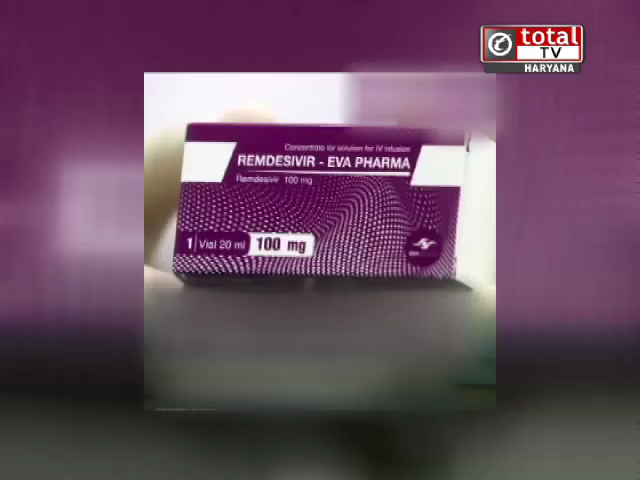 total
TV
HARYANA
Concentrate for solution for IV infusion
REMDESIVIR - EVA PHARMA
Remdesivir 100 mg
1 Vial 20 ml 100 mg